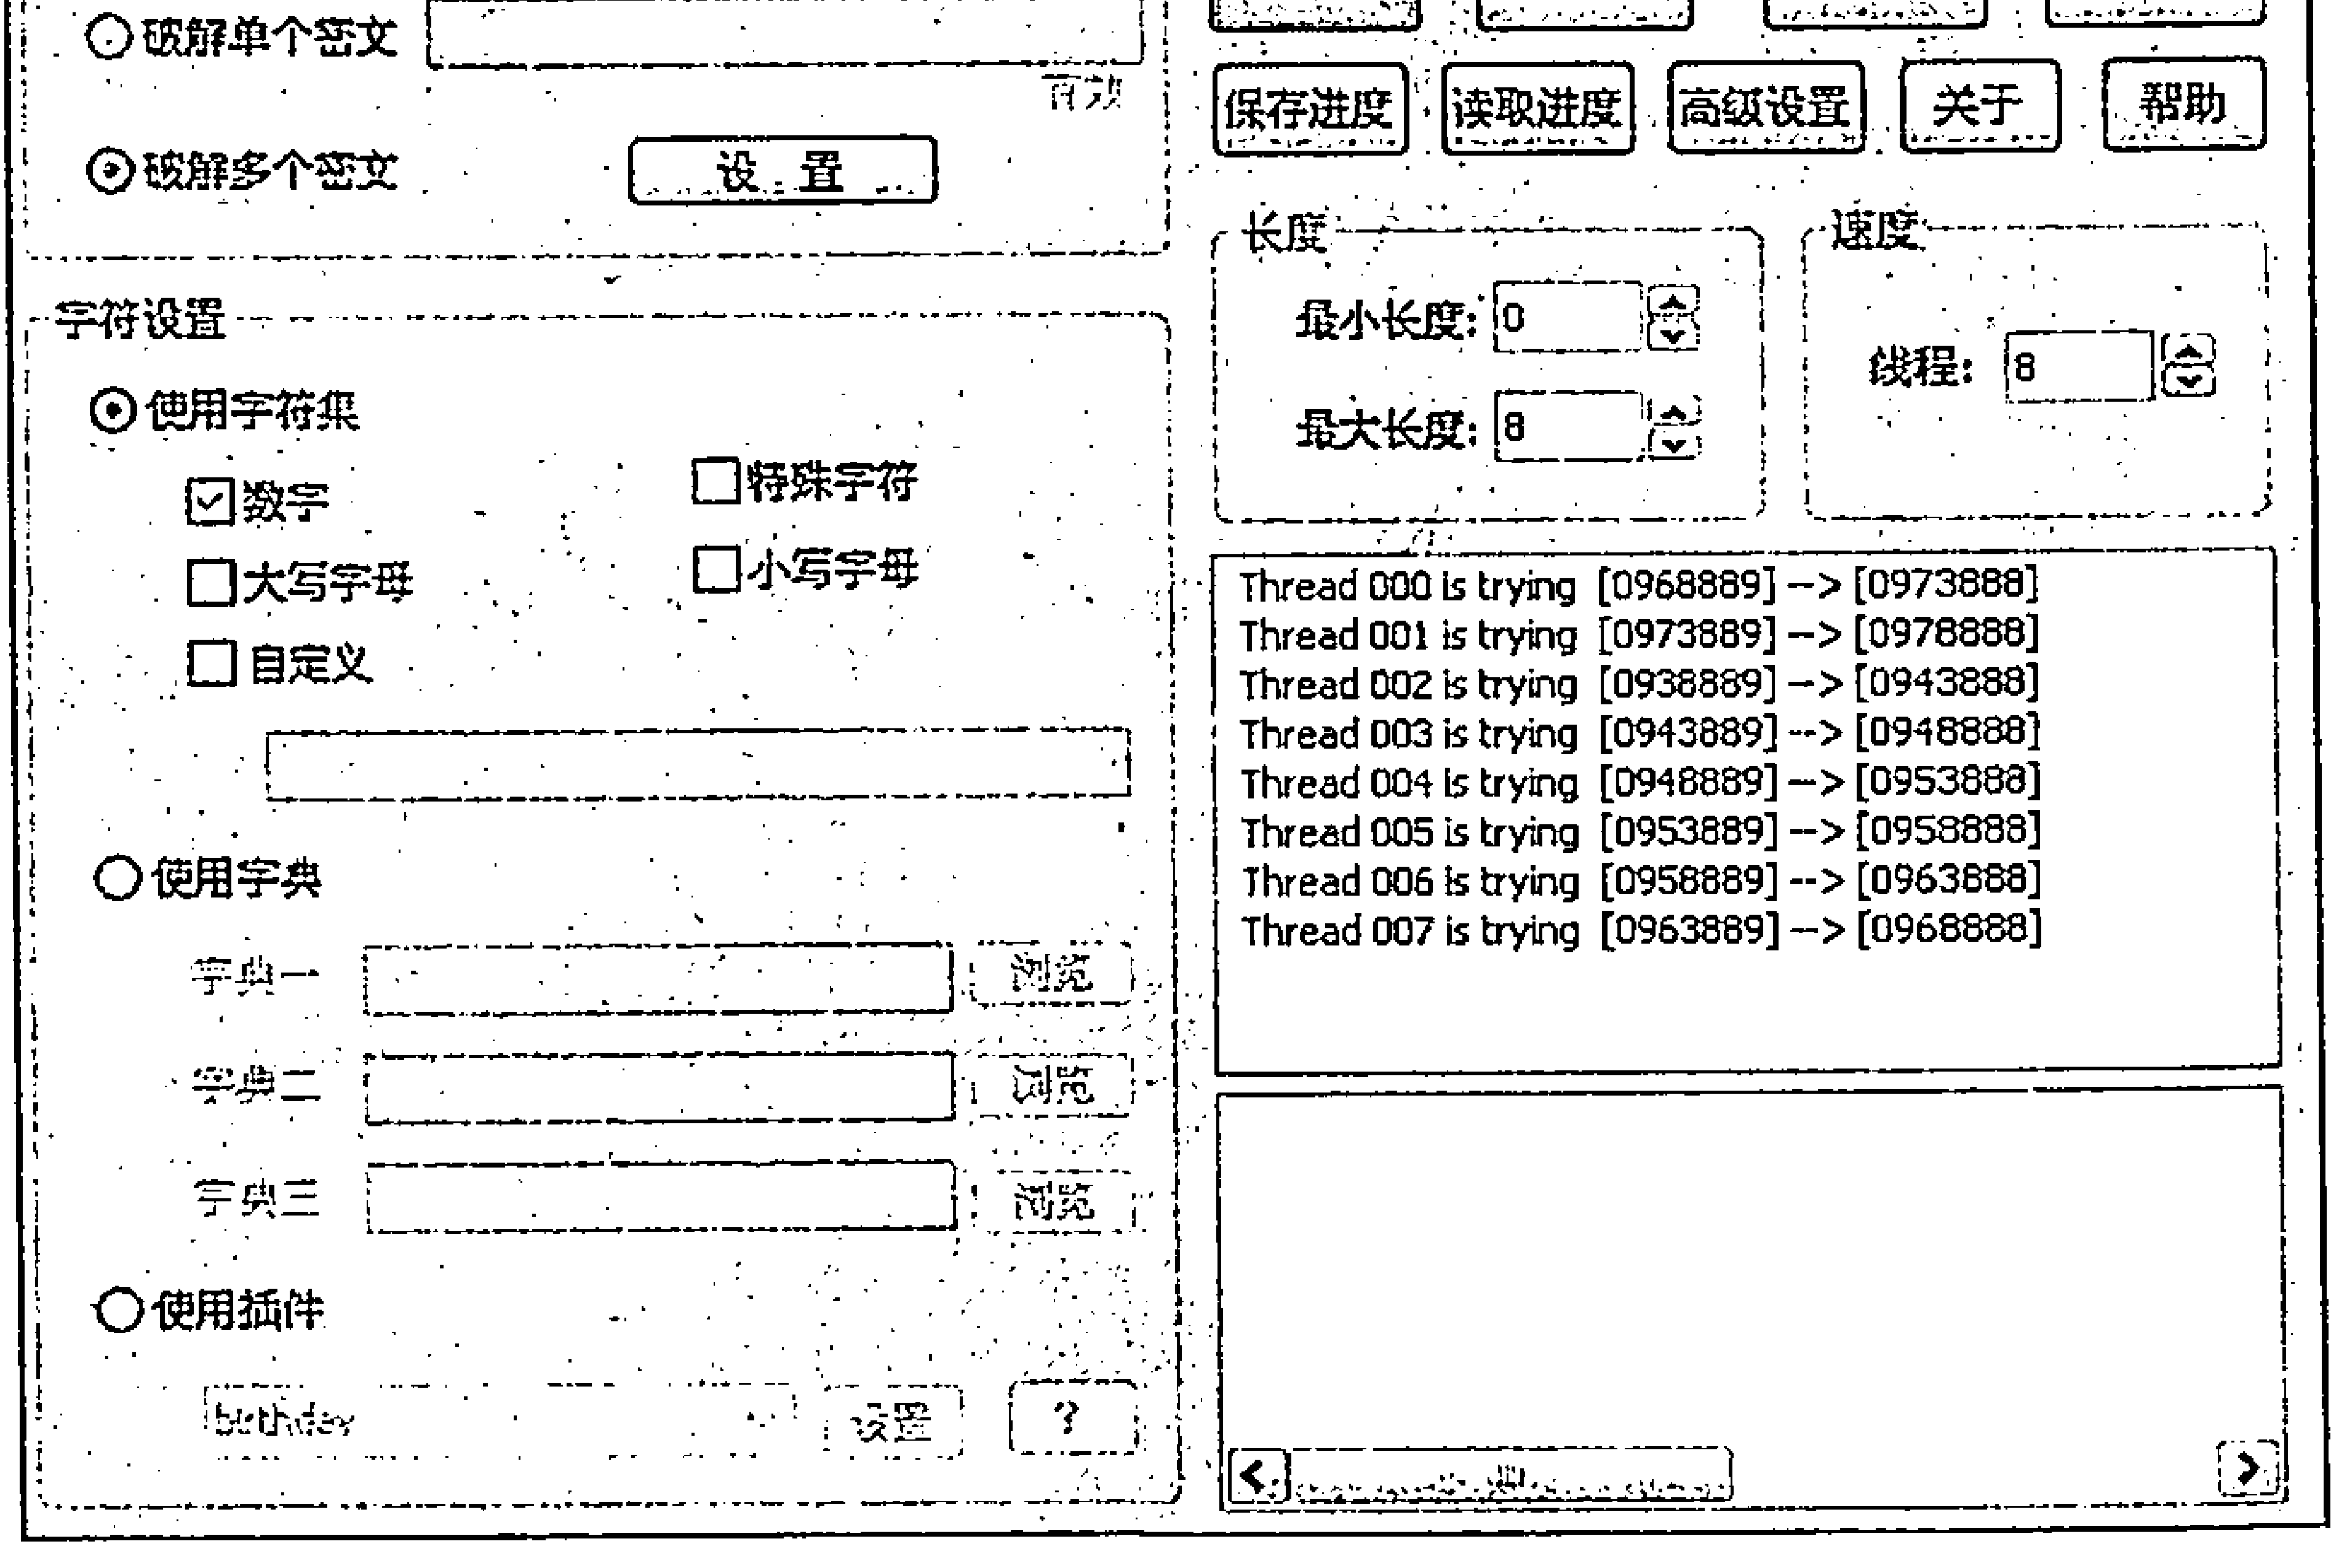 破解单个密文
破解多个密文
设 置
保存进度 读取进度 高级设置 关于 帮助
字符设置
使用字符集
数字 特殊字符
大写字母 小写字母
自定义
使用字典
字典一 浏览
字典二
字典三 浏览
使用插件
birthday 设置 ?
长度
最小长度: 0
最大长度: 8
速度
线程: 8
Thread 000 is trying [0968889] --> [0973888]
Thread 001 is trying [0973889] --> [0978888]
Thread 002 is trying [0938889] --> [0943888]
Thread 003 is trying [0943889] --> [0948888]
Thread 004 is trying [0948889] --> [0953888]
Thread 005 is trying [0953889] --> [0958888]
Thread 006 is trying [0958889] --> [0963888]
Thread 007 is trying [0963889] --> [0968888]